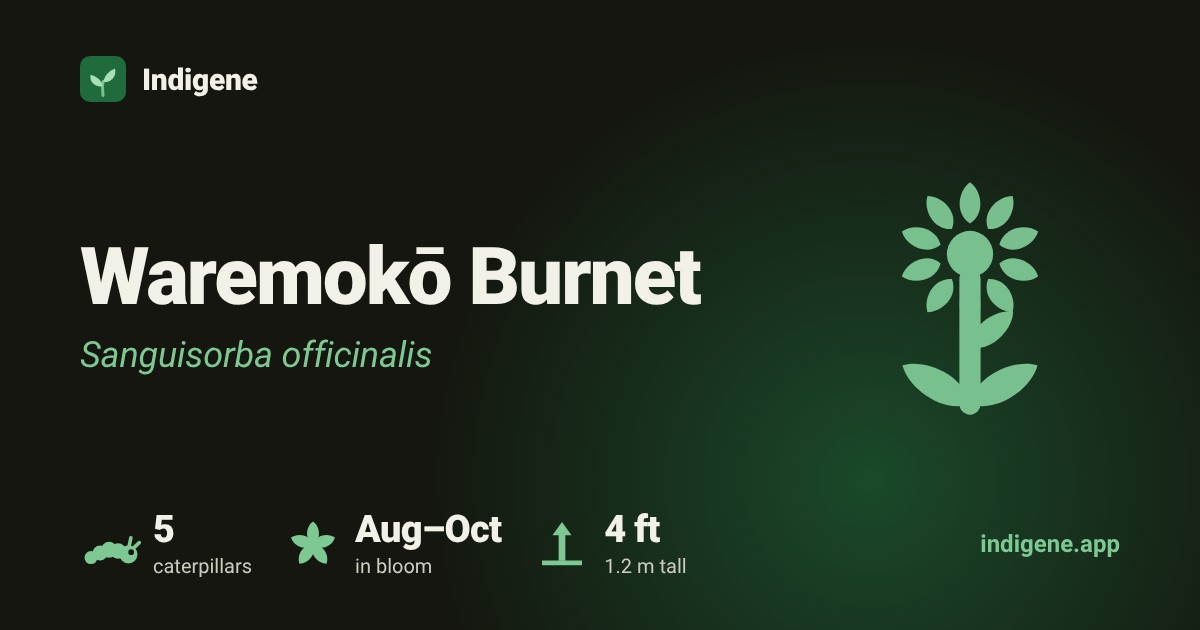 Indigene
Waremokō Burnet
Sanguisorba officinalis
5
caterpillars
Aug–Oct
in bloom
4 ft
1.2 m tall
indigene.app